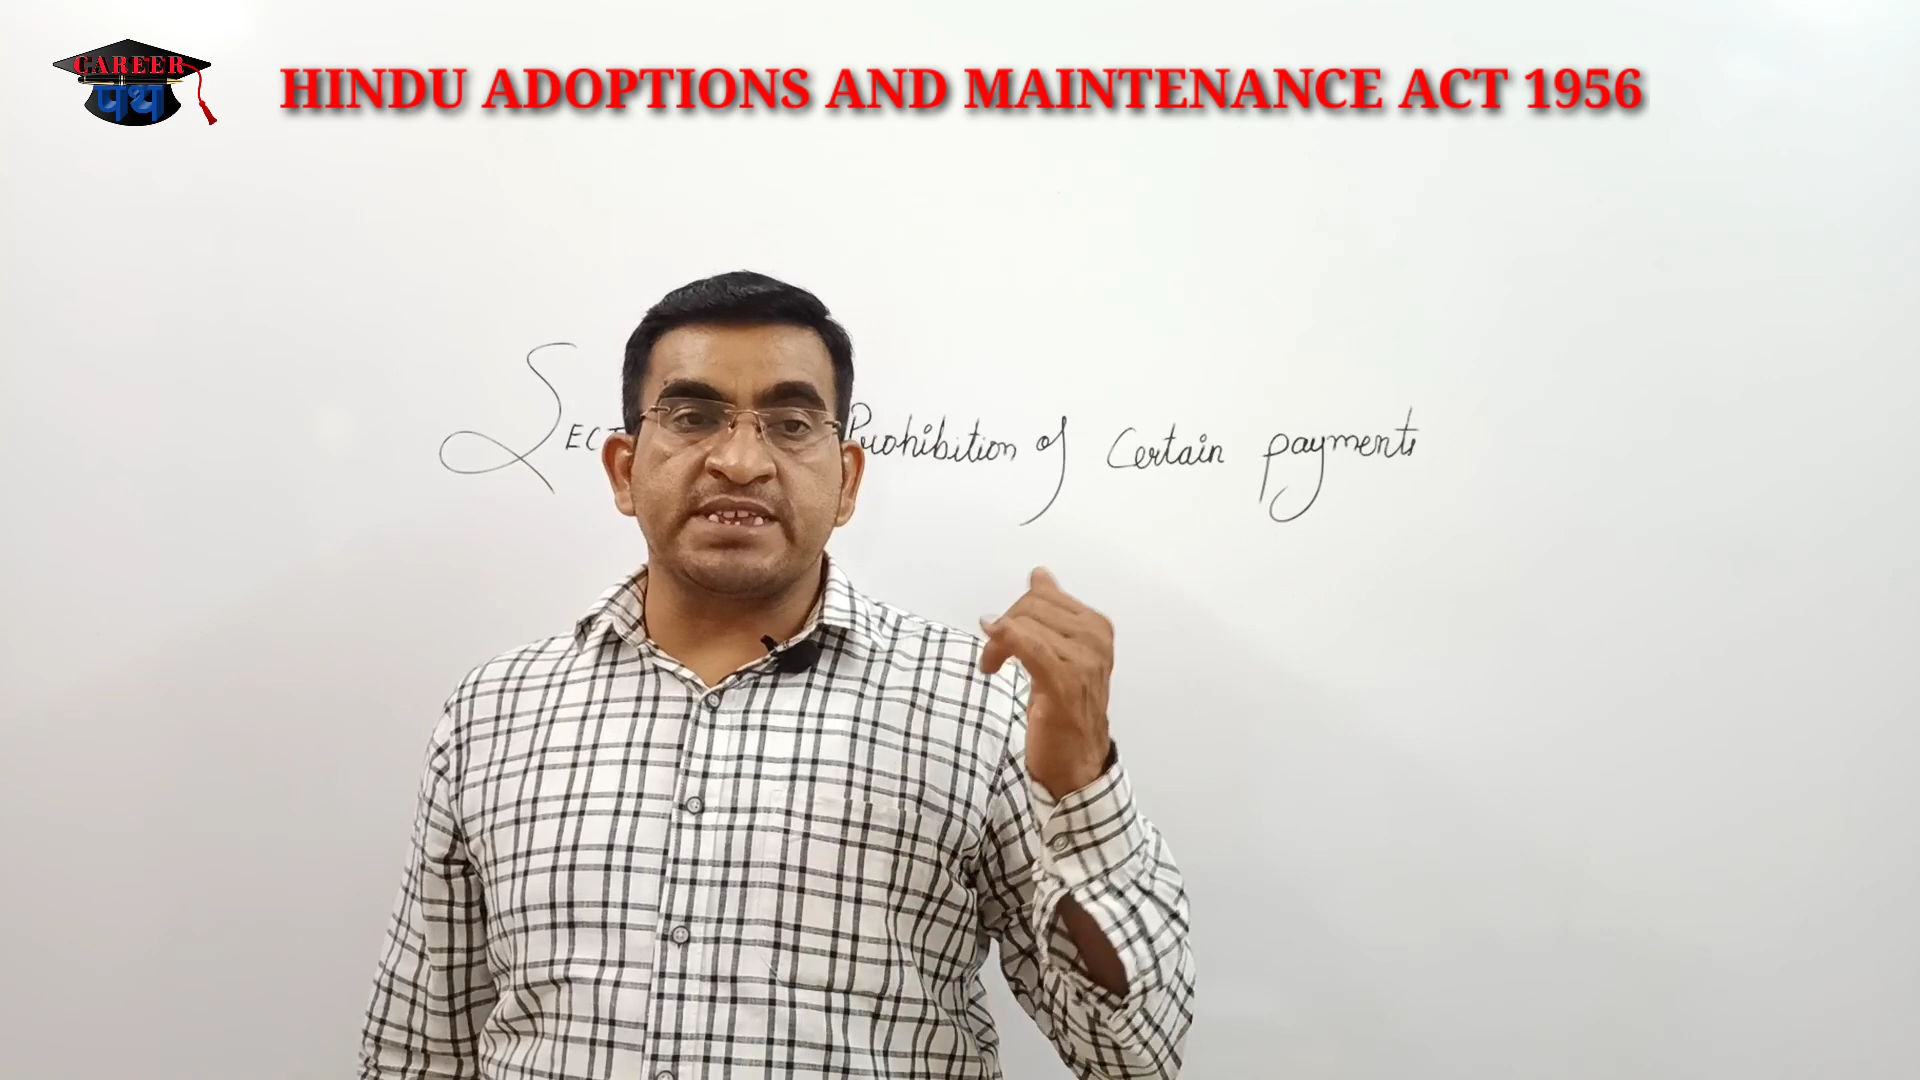 CAREER
पथ
HINDU ADOPTIONS AND MAINTENANCE ACT 1956
SECT Prohibition of Certain payments